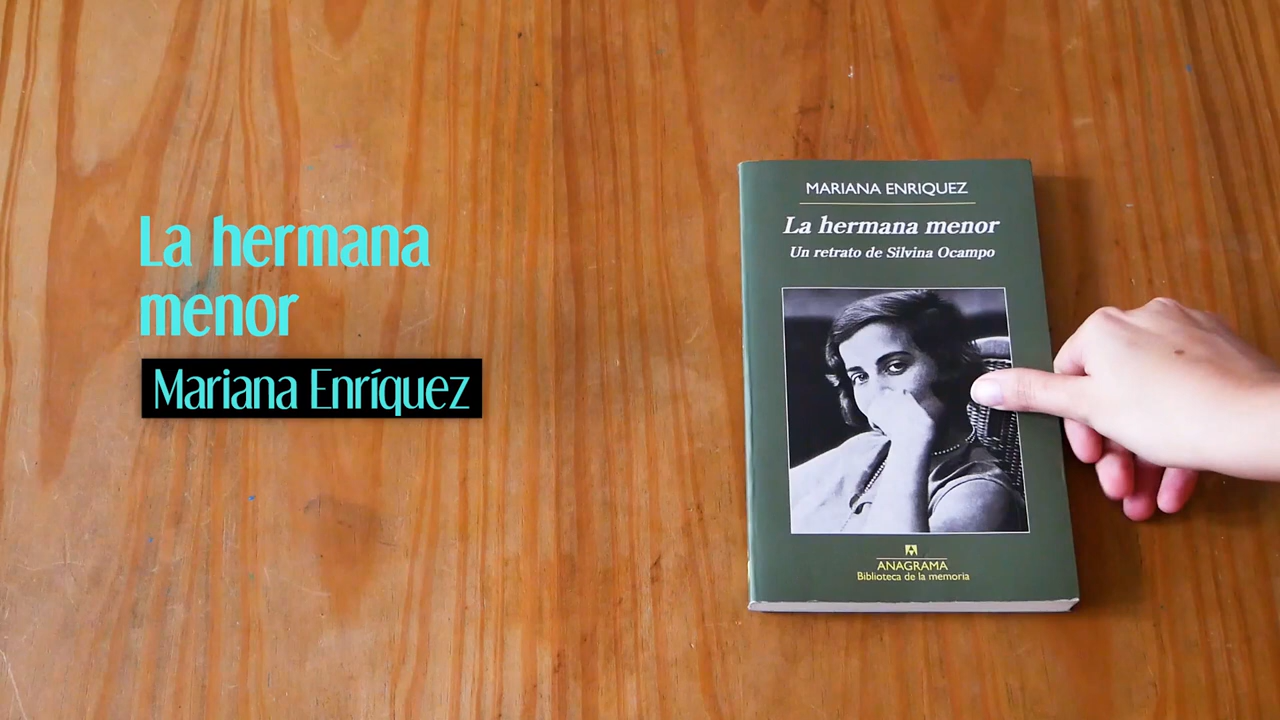 La hermana
menor
Mariana Enríquez
MARIANA ENRIQUEZ
La hermana menor
Un retrato de Silvina Ocampo
ANAGRAMA
Biblioteca de la memoria